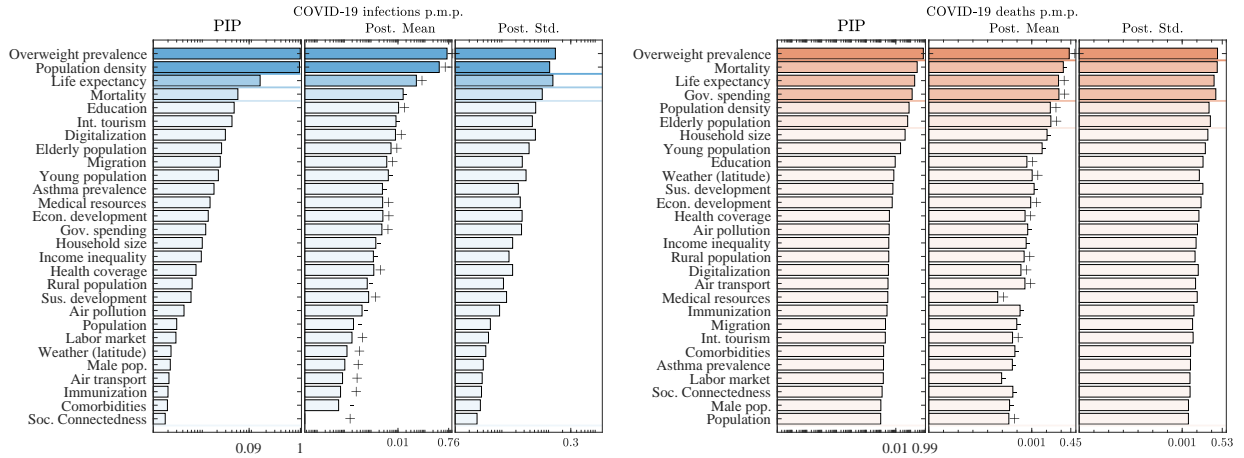 COVID-19 infections p.m.p.
PIP Post. Mean Post. Std.
Overweight prevalence
Population density
Life expectancy
Mortality
Education
Int. tourism
Digitalization
Elderly population
Migration
Young population
Asthma prevalence
Medical resources
Econ. development
Gov. spending
Household size
Income inequality
Health coverage
Rural population
Sus. development
Air pollution
Population
Labor market
Weather (latitude)
Male pop.
Air transport
Immunization
Comorbidities
Soc. Connectedness
0.09 1 0.01 0.76 0.3
COVID-19 deaths p.m.p.
PIP Post. Mean Post. Std.
Overweight prevalence
Mortality
Life expectancy
Gov. spending
Population density
Elderly population
Household size
Young population
Education
Weather (latitude)
Sus. development
Econ. development
Health coverage
Air pollution
Income inequality
Rural population
Digitalization
Air transport
Medical resources
Immunization
Migration
Int. tourism
Comorbidities
Asthma prevalence
Labor market
Soc. Connectedness
Male pop.
Population
0.01 0.99 0.001 0.45 0.001 0.53